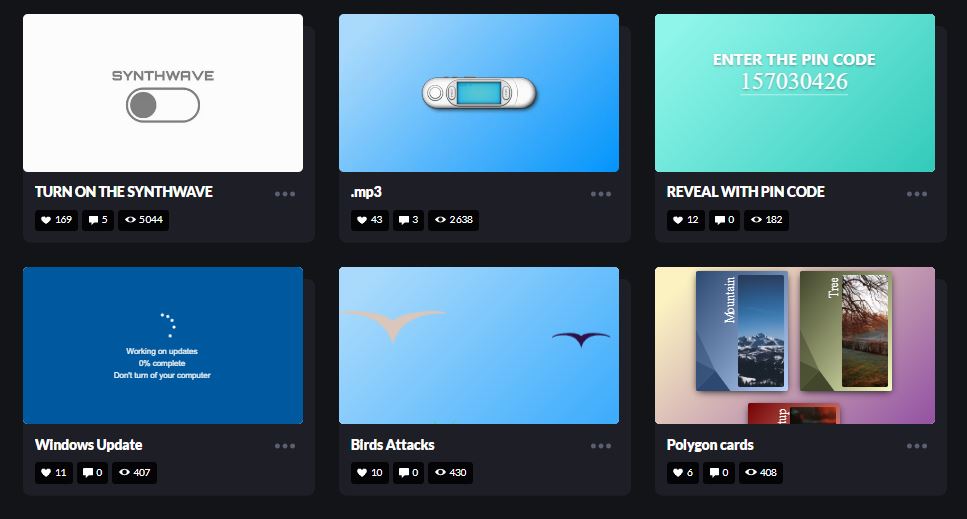 SYNTHWAVE
TURN ON THE SYNTHWAVE
169 5 5044
.mp3
43 3 2638
ENTER THE PIN CODE
157030426
REVEAL WITH PIN CODE
12 0 182
Working on updates
0% complete
Don't turn of your computer
Windows Update
11 0 407
Birds Attacks
10 0 430
Mountain
Tree
tup
Polygon cards
6 0 408